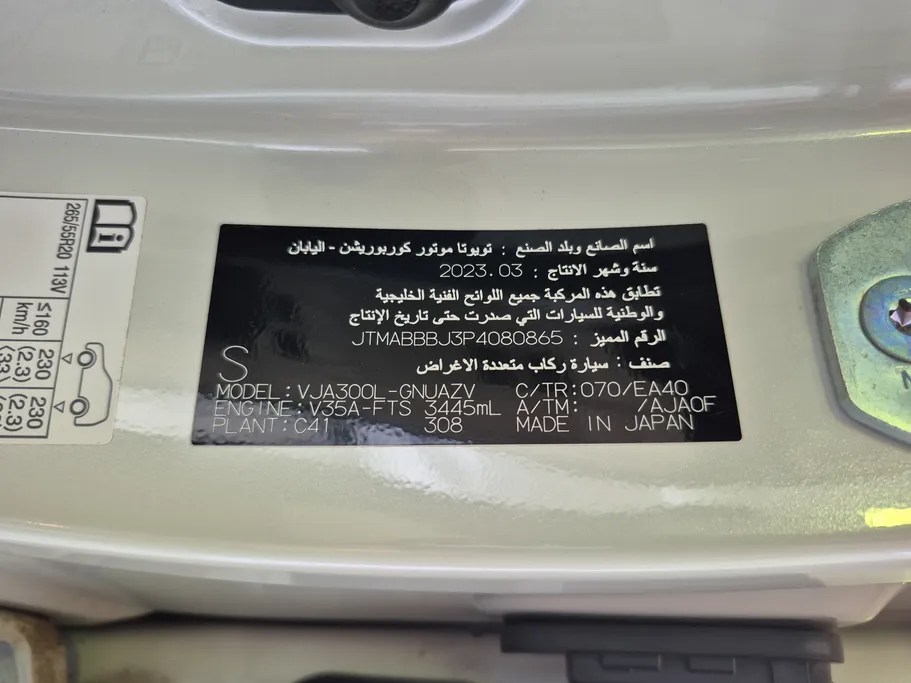 اسم الصانع وبلد الصنع : تويوتا موتور كوربوريشن - اليابان
سنة وشهر الانتاج : 2023.03
تطابق هذه المركبة جميع اللوائح الفنية الخليجية
والوطنية للسيارات التي صدرت حتى تاريخ الإنتاج
الرقم المميز : JTMABBBJ3P4080865
صنف : سيارة ركاب متعددة الاغراض
S
MODEL:VJA300L-GNUAZV C/TR:070/EA40
ENGINE:V35A-FTS 3445mL A/TM: /AJA0F
PLANT:C41 308 MADE IN JAPAN
265/55R20 113V
≤160
km/h
230
(2.3)
⟨33⟩
230
(2.3)